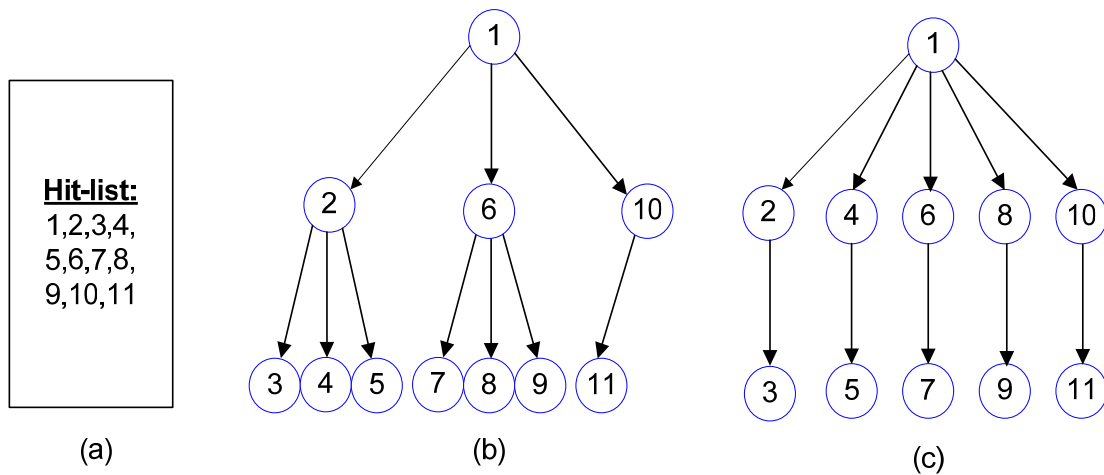 Hit-list:
1,2,3,4,
5,6,7,8,
9,10,11
(a)
1
2 6 10
3 4 5 7 8 9 11
(b)
1
2 4 6 8 10
3 5 7 9 11
(c)